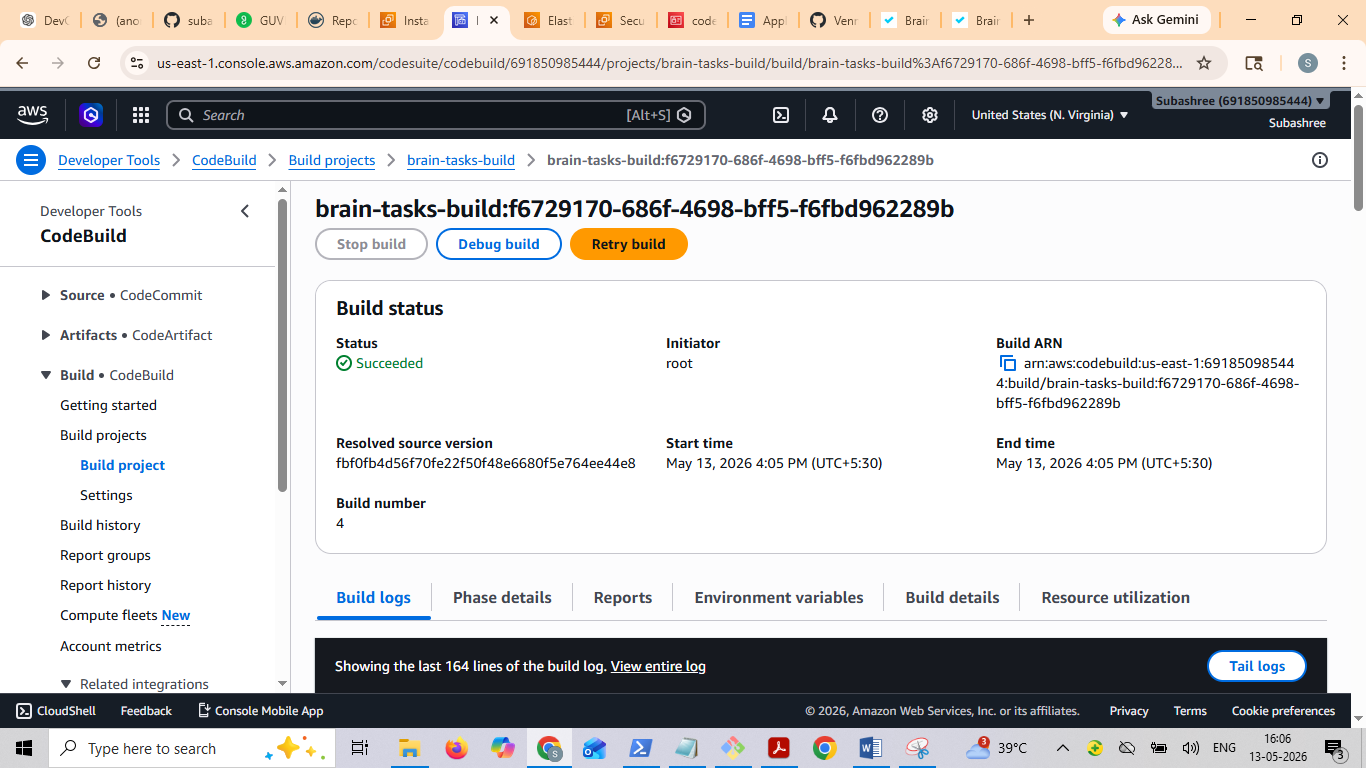 DevC
(anoc
suba
GUV
Repo
Insta
Elast
Secu
code
Appl
Venn
Brain
Brain
Ask Gemini
us-east-1.console.aws.amazon.com/codesuite/codebuild/691850985444/projects/brain-tasks-build/build/brain-tasks-build%3Af6729170-686f-4698-bff5-f6fbd96228...
S
aws
Search
[Alt+S]
United States (N. Virginia)
Subashree (691850985444)
Subashree
Developer Tools
CodeBuild
Build projects
brain-tasks-build
brain-tasks-build:f6729170-686f-4698-bff5-f6fbd962289b
Developer Tools
CodeBuild
Source • CodeCommit
Artifacts • CodeArtifact
Build • CodeBuild
Getting started
Build projects
Build project
Settings
Build history
Report groups
Report history
Compute fleets New
Account metrics
Related integrations
brain-tasks-build:f6729170-686f-4698-bff5-f6fbd962289b
Stop build
Debug build
Retry build
Build status
Status
Succeeded
Initiator
root
Build ARN
arn:aws:codebuild:us-east-1:69185098544
4:build/brain-tasks-build:f6729170-686f-4698-
bff5-f6fbd962289b
Resolved source version
fbf0fb4d56f70fe22f50f48e6680f5e764ee44e8
Start time
May 13, 2026 4:05 PM (UTC+5:30)
End time
May 13, 2026 4:05 PM (UTC+5:30)
Build number
4
Build logs
Phase details
Reports
Environment variables
Build details
Resource utilization
Showing the last 164 lines of the build log. View entire log
Tail logs
CloudShell
Feedback
Console Mobile App
© 2026, Amazon Web Services, Inc. or its affiliates.
Privacy
Terms
Cookie preferences
Type here to search
3
39°C
ENG
16:06
13-05-2026
3